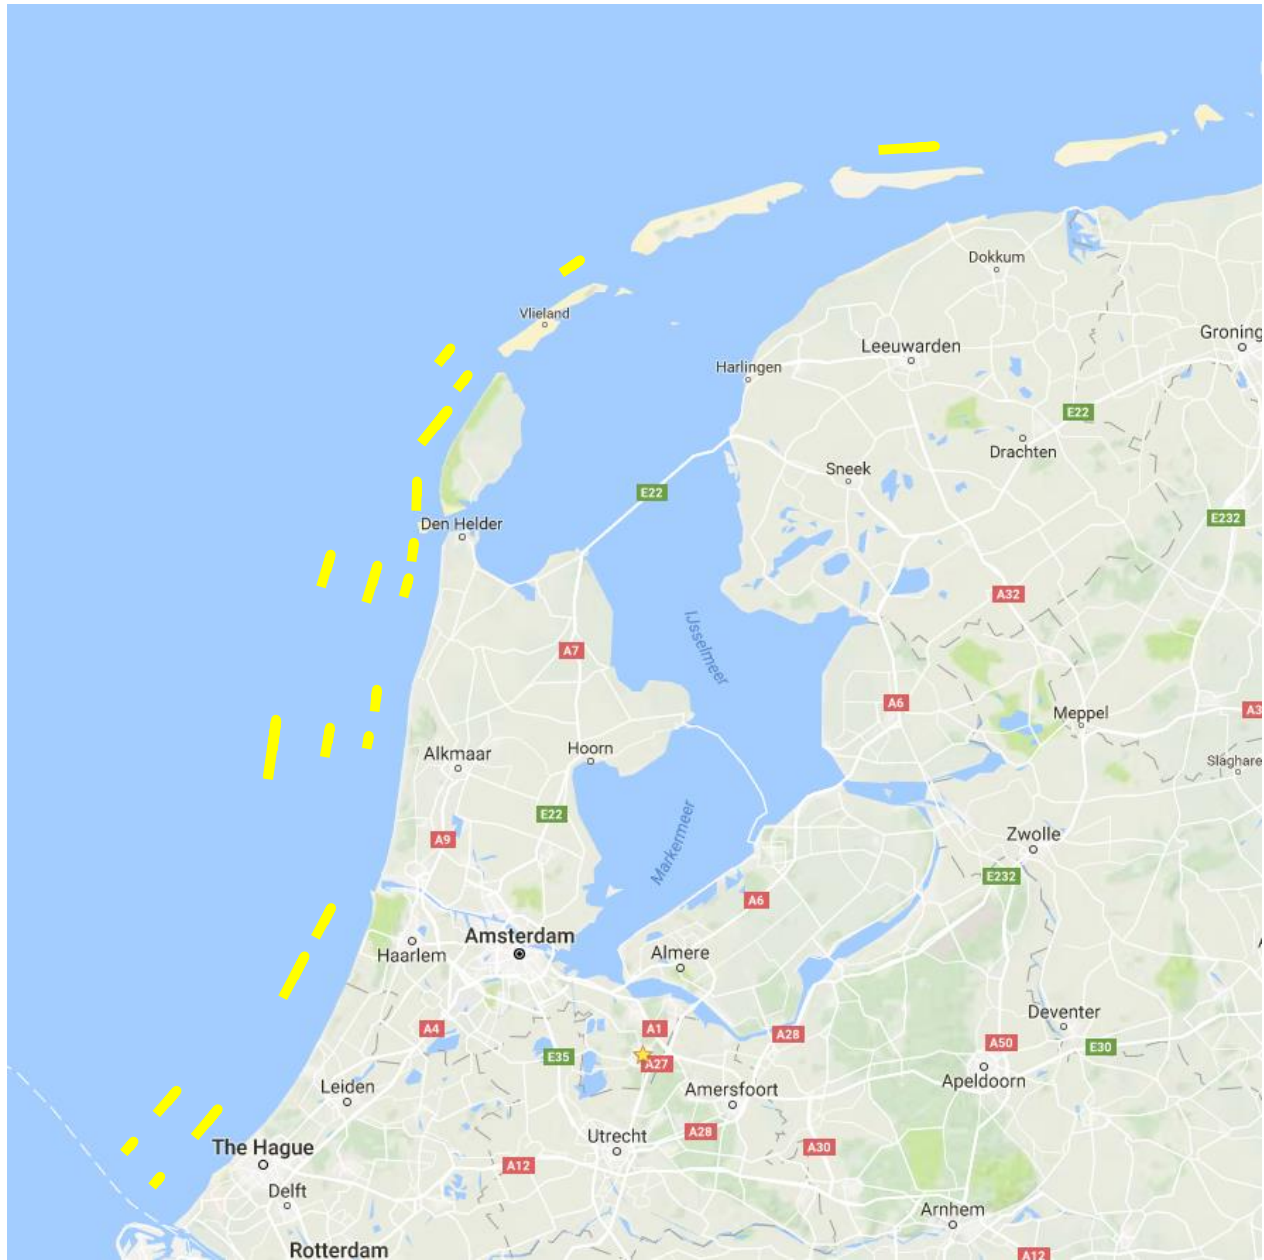 Dokkum
Vlieland
Groning
Leeuwarden
Harlingen
E22
Drachten
Sneek
E22
E232
Den Helder
A32
IJsselmeer
A7
A6
A3
Meppel
Hoorn
Alkmaar
Slaghare
E22
Markermeer
A9
Zwolle
E232
A6
Amsterdam
Haarlem
Almere
A
Deventer
A4
A1
A28
A50
E30
E35
A27
Apeldoorn
Leiden
Amersfoort
Utrecht
A28
The Hague
A30
A12
Delft
Arnhem
Rotterdam
A12